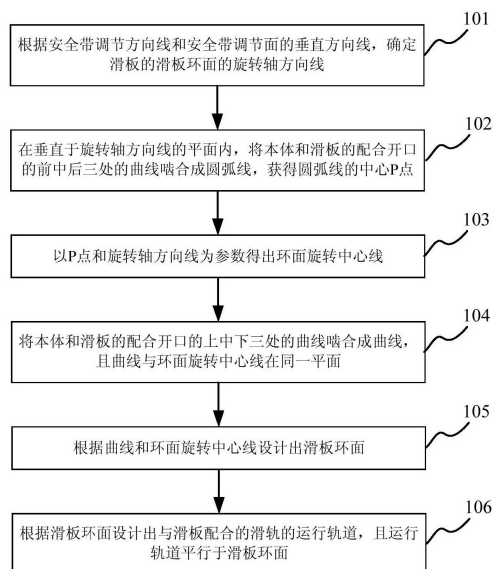 101
根据安全带调节方向线和安全带调节面的垂直方向线，确定
滑板的滑板环面的旋转轴方向线
102
在垂直于旋转轴方向线的平面内，将本体和滑板的配合开口
的前中后三处的曲线啮合成圆弧线，获得圆弧线的中心P点
103
以P点和旋转轴方向线为参数得出环面旋转中心线
104
将本体和滑板的配合开口的上中下三处的曲线啮合成曲线，
且曲线与环面旋转中心线在同一平面
105
根据曲线和环面旋转中心线设计出滑板环面
106
根据滑板环面设计出与滑板配合的滑轨的运行轨道，且运行
轨道平行于滑板环面